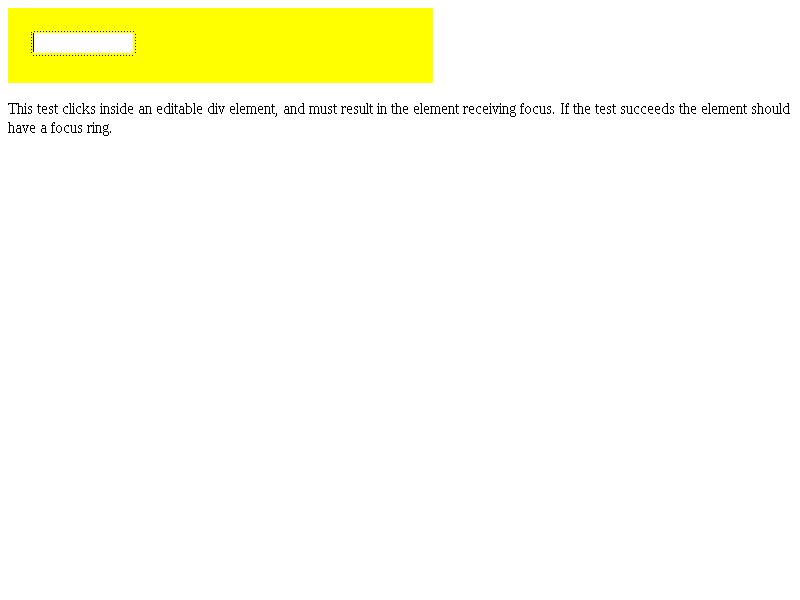 This test clicks inside an editable div element, and must result in the element receiving focus. If the test succeeds the element should
have a focus ring.